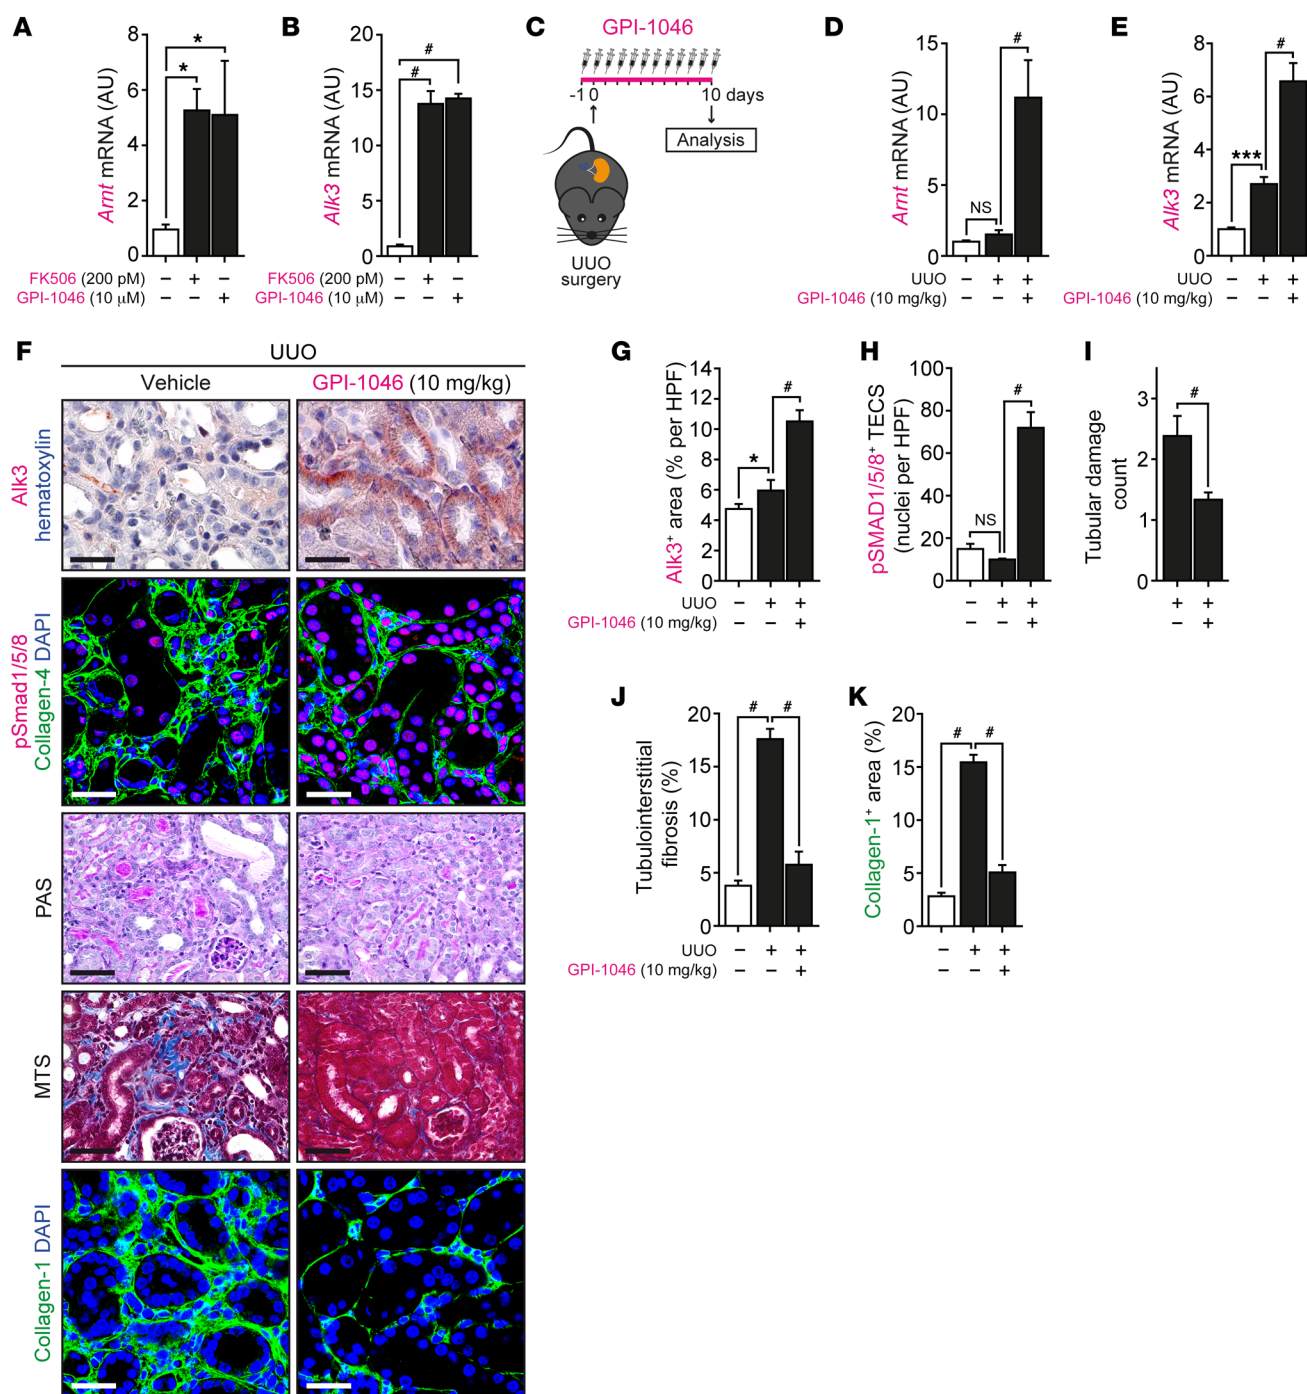 A
Arnt mRNA (AU)
8
6
4
2
0
*
*
FK506 (200 pM) – + –
GPI-1046 (10 μM) – – +
B
Alk3 mRNA (AU)
20
15
10
5
0
#
#
FK506 (200 pM) – + –
GPI-1046 (10 μM) – – +
C
GPI-1046
-1 0 10 days
Analysis
UUO
surgery
D
Arnt mRNA (AU)
15
10
5
0
NS
#
UUO – + +
GPI-1046 (10 mg/kg) – – +
E
Alk3 mRNA (AU)
8
6
4
2
0
***
#
UUO – + +
GPI-1046 (10 mg/kg) – – +
F
UUO
Vehicle GPI-1046 (10 mg/kg)
Alk3
hematoxylin
pSmad1/5/8
Collagen-4 DAPI
PAS
MTS
Collagen-1 DAPI
G
Alk3+ area (% per HPF)
14
12
10
8
6
4
2
0
*
#
UUO – + +
GPI-1046 (10 mg/kg) – – +
H
pSMAD1/5/8+ TECS
(nuclei per HPF)
100
80
60
40
20
0
NS
#
– + +
– – +
I
Tubular damage
count
3
2
1
0
#
+ +
– +
J
Tubulointerstitial
fibrosis (%)
20
15
10
5
0
# #
UUO – + +
GPI-1046 (10 mg/kg) – – +
K
Collagen-1+ area (%)
20
15
10
5
0
# #
– + +
– – +